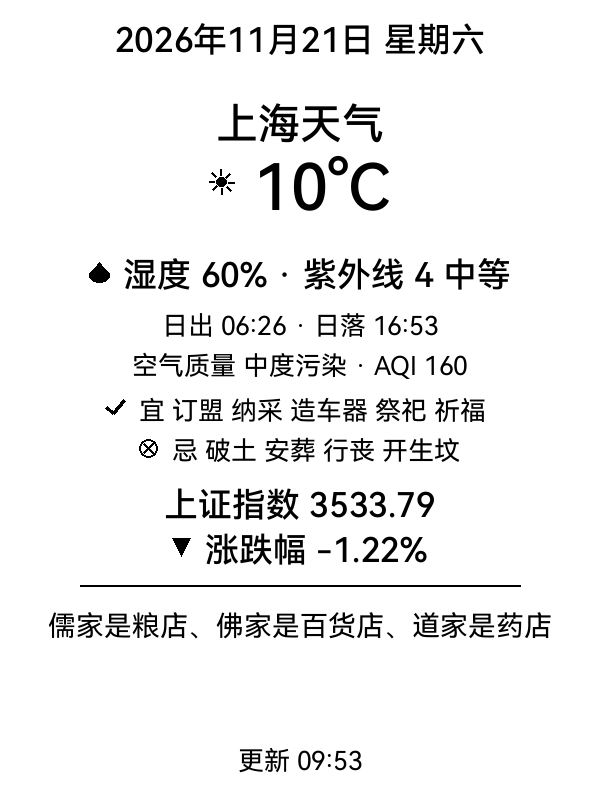 2026年11月21日 星期六
上海天气
10°C
湿度 60% · 紫外线 4 中等
日出 06:26 · 日落 16:53
空气质量 中度污染 · AQI 160
宜 订盟 纳采 造车器 祭祀 祈福
忌 破土 安葬 行丧 开生坟
上证指数 3533.79
▼ 涨跌幅 -1.22%
儒家是粮店、佛家是百货店、道家是药店
更新 09:53